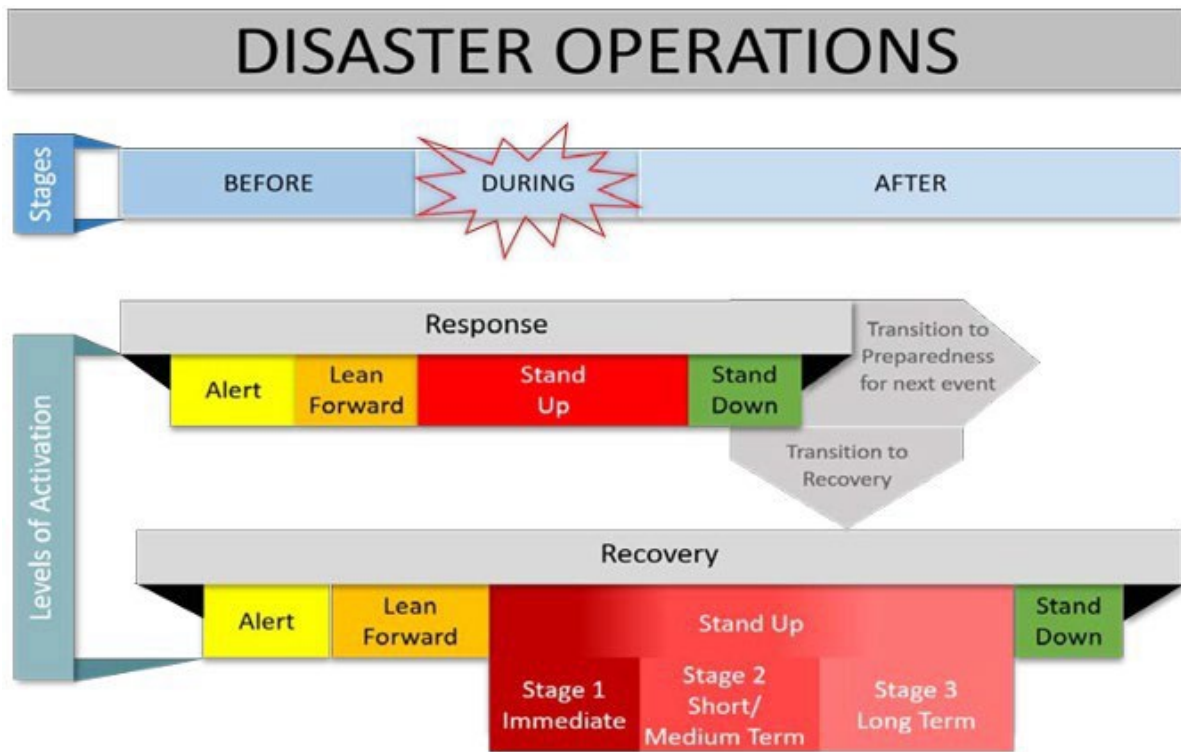 DISASTER OPERATIONS
Stages
BEFORE
DURING
AFTER
Levels of Activation
Response
Alert
Lean
Forward
Stand
Up
Stand
Down
Transition to
Preparedness
for next event
Transition to
Recovery
Recovery
Alert
Lean
Forward
Stand Up
Stand
Down
Stage 1
Immediate
Stage 2
Short/
Medium Term
Stage 3
Long Term